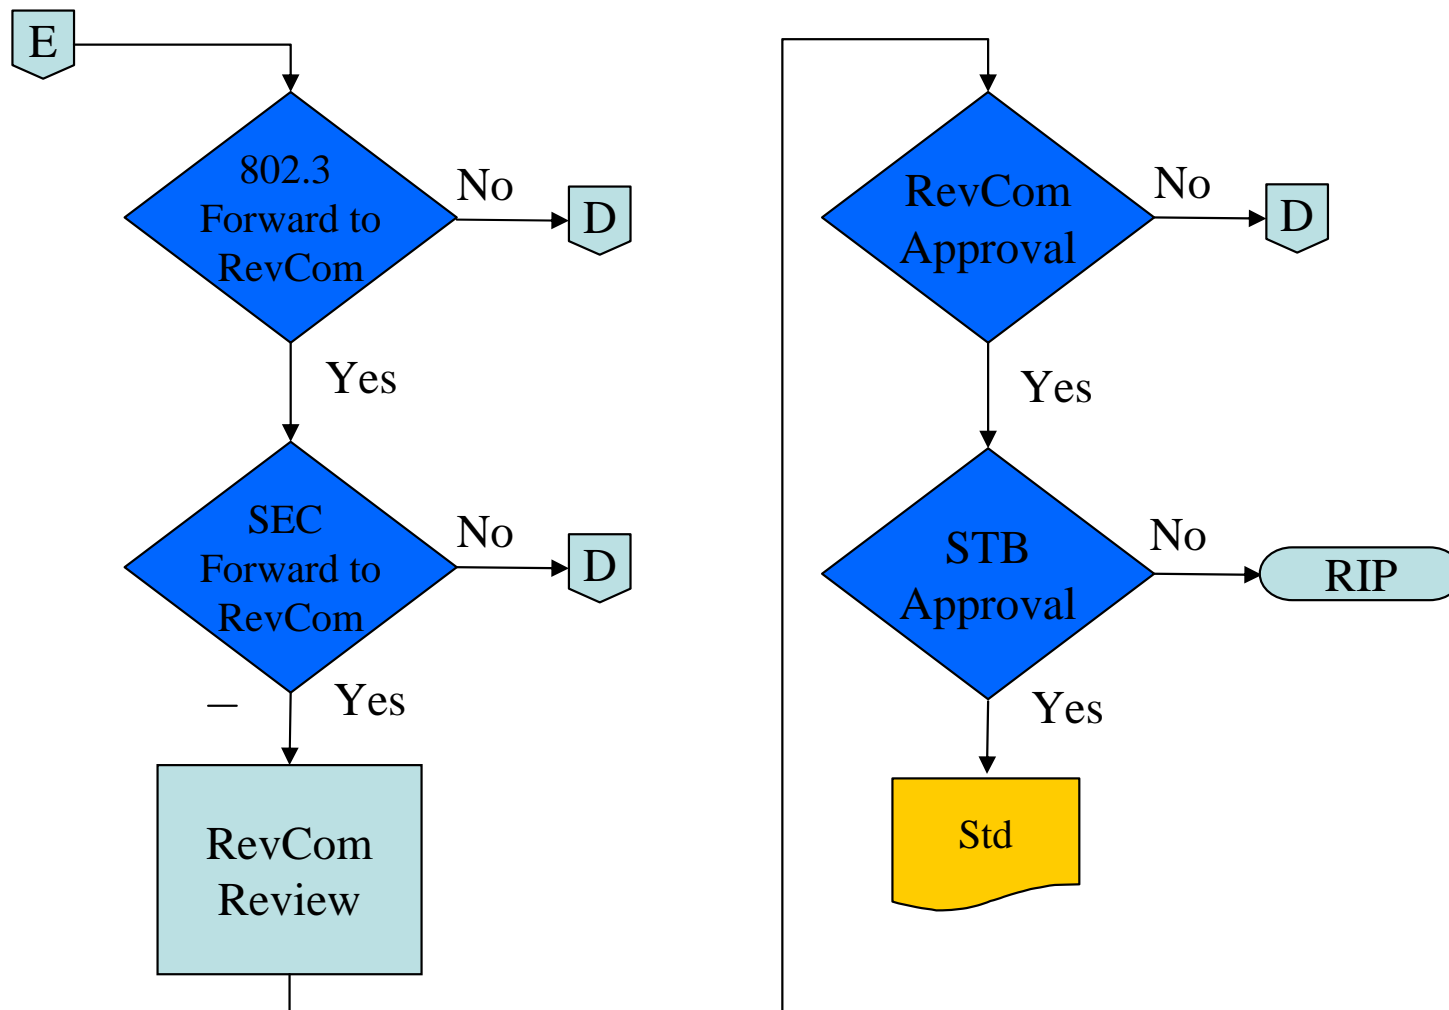 E
802.3
Forward to
RevCom
No
D
Yes
SEC
Forward to
RevCom
No
D
–
Yes
RevCom
Review
RevCom
Approval
No
D
Yes
STB
Approval
No
RIP
Yes
Std